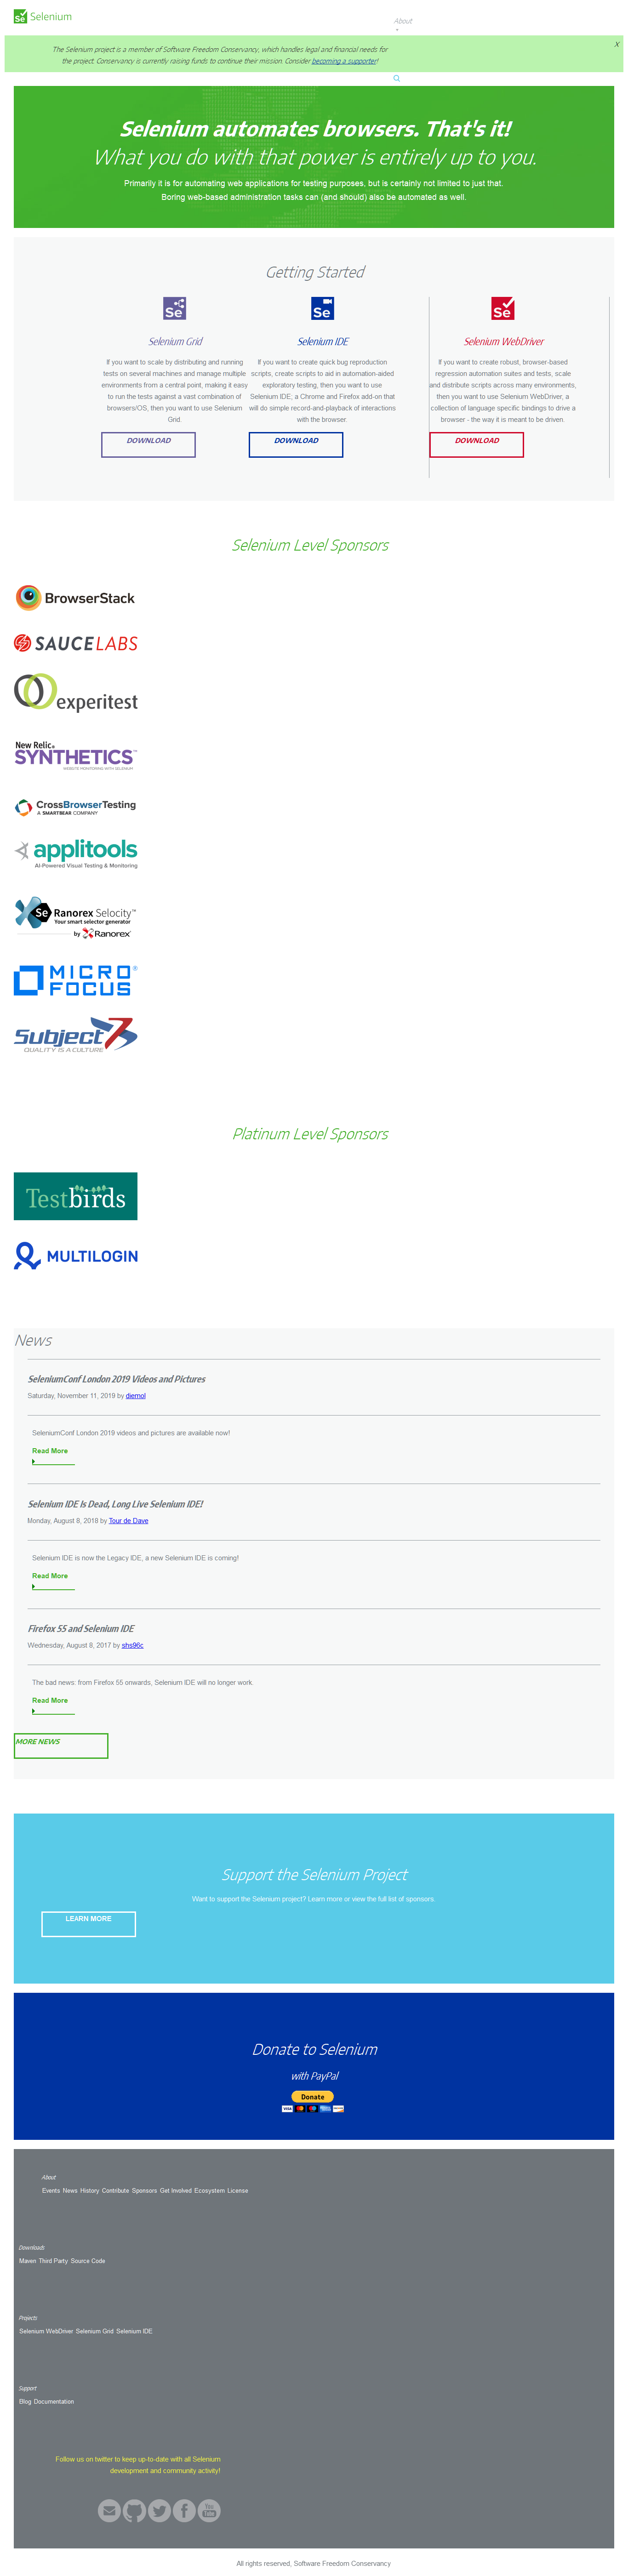 Selenium
About
The Selenium project is a member of Software Freedom Conservancy, which handles legal and financial needs for
the project. Conservancy is currently raising funds to continue their mission. Consider becoming a supporter!
X
Selenium automates browsers. That's it!
What you do with that power is entirely up to you.
Primarily it is for automating web applications for testing purposes, but is certainly not limited to just that.
Boring web-based administration tasks can (and should) also be automated as well.
Getting Started
Se
Selenium Grid
If you want to scale by distributing and running
tests on several machines and manage multiple
environments from a central point, making it easy
to run the tests against a vast combination of
browsers/OS, then you want to use Selenium
Grid.
DOWNLOAD
Se
Selenium IDE
If you want to create quick bug reproduction
scripts, create scripts to aid in automation-aided
exploratory testing, then you want to use
Selenium IDE; a Chrome and Firefox add-on that
will do simple record-and-playback of interactions
with the browser.
DOWNLOAD
Se
Selenium WebDriver
If you want to create robust, browser-based
regression automation suites and tests, scale
and distribute scripts across many environments,
then you want to use Selenium WebDriver, a
collection of language specific bindings to drive a
browser - the way it is meant to be driven.
DOWNLOAD
Selenium Level Sponsors
BrowserStack
SAUCELABS
experitest
New Relic
SYNTHETICS™
WEBSITE MONITORING WITH SELENIUM
CrossBrowserTesting
A SMARTBEAR COMPANY
applitools
AI-Powered Visual Testing & Monitoring
Se Ranorex Selocity™
Your smart selector generator
by Ranorex
MICRO®
FOCUS
Subject7
QUALITY IS A CULTURE
Platinum Level Sponsors
Testbirds
MULTILOGIN
News
SeleniumConf London 2019 Videos and Pictures
Saturday, November 11, 2019 by diemol
SeleniumConf London 2019 videos and pictures are available now!
Read More
Selenium IDE Is Dead, Long Live Selenium IDE!
Monday, August 8, 2018 by Tour de Dave
Selenium IDE is now the Legacy IDE, a new Selenium IDE is coming!
Read More
Firefox 55 and Selenium IDE
Wednesday, August 8, 2017 by shs96c
The bad news: from Firefox 55 onwards, Selenium IDE will no longer work.
Read More
MORE NEWS
Support the Selenium Project
Want to support the Selenium project? Learn more or view the full list of sponsors.
LEARN MORE
Donate to Selenium
with PayPal
Donate
About
Events News History Contribute Sponsors Get Involved Ecosystem License
Downloads
Maven Third Party Source Code
Projects
Selenium WebDriver Selenium Grid Selenium IDE
Support
Blog Documentation
Follow us on twitter to keep up-to-date with all Selenium
development and community activity!
You Tube
All rights reserved, Software Freedom Conservancy